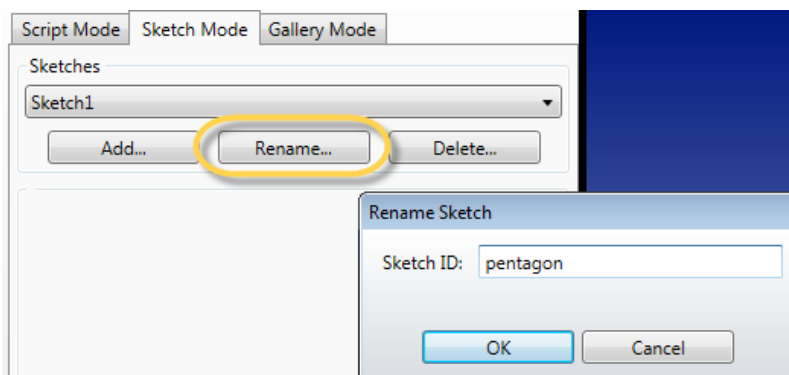 Script Mode Sketch Mode Gallery Mode
Sketches
Sketch1
Add... Rename... Delete...
Rename Sketch
Sketch ID: pentagon
OK Cancel